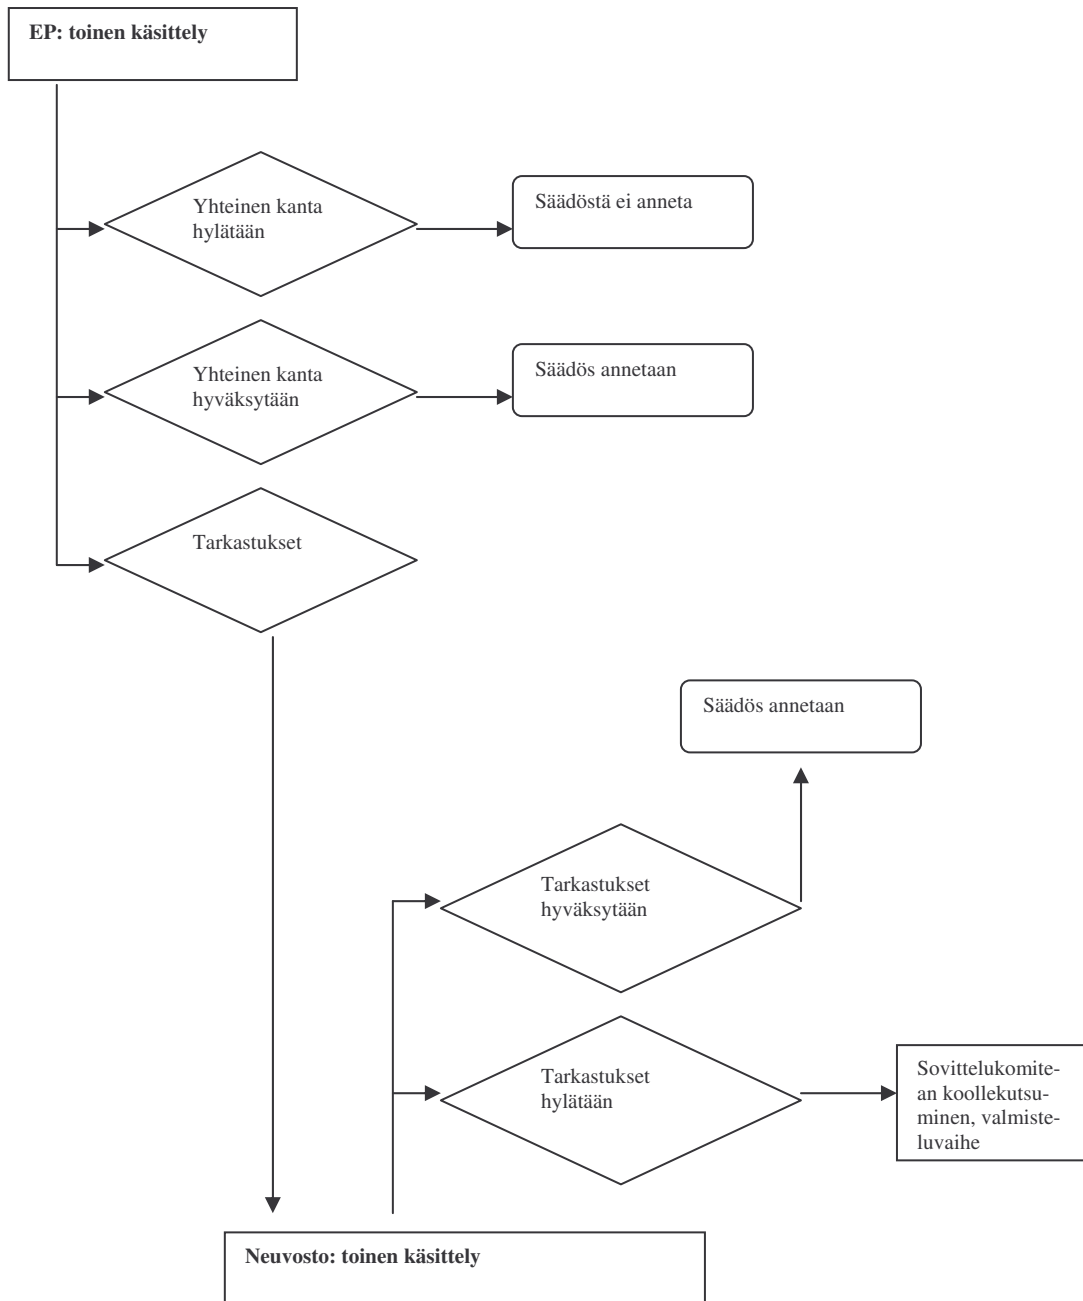 EP: toinen käsittely
Yhteinen kanta
hylätään
Säädöstä ei anneta
Yhteinen kanta
hyväksytään
Säädös annetaan
Tarkastukset
Säädös annetaan
Tarkastukset
hyväksytään
Tarkastukset
hylätään
Sovittelukomite-
an koollekutsu-
minen, valmiste-
luvaihe
Neuvosto: toinen käsittely